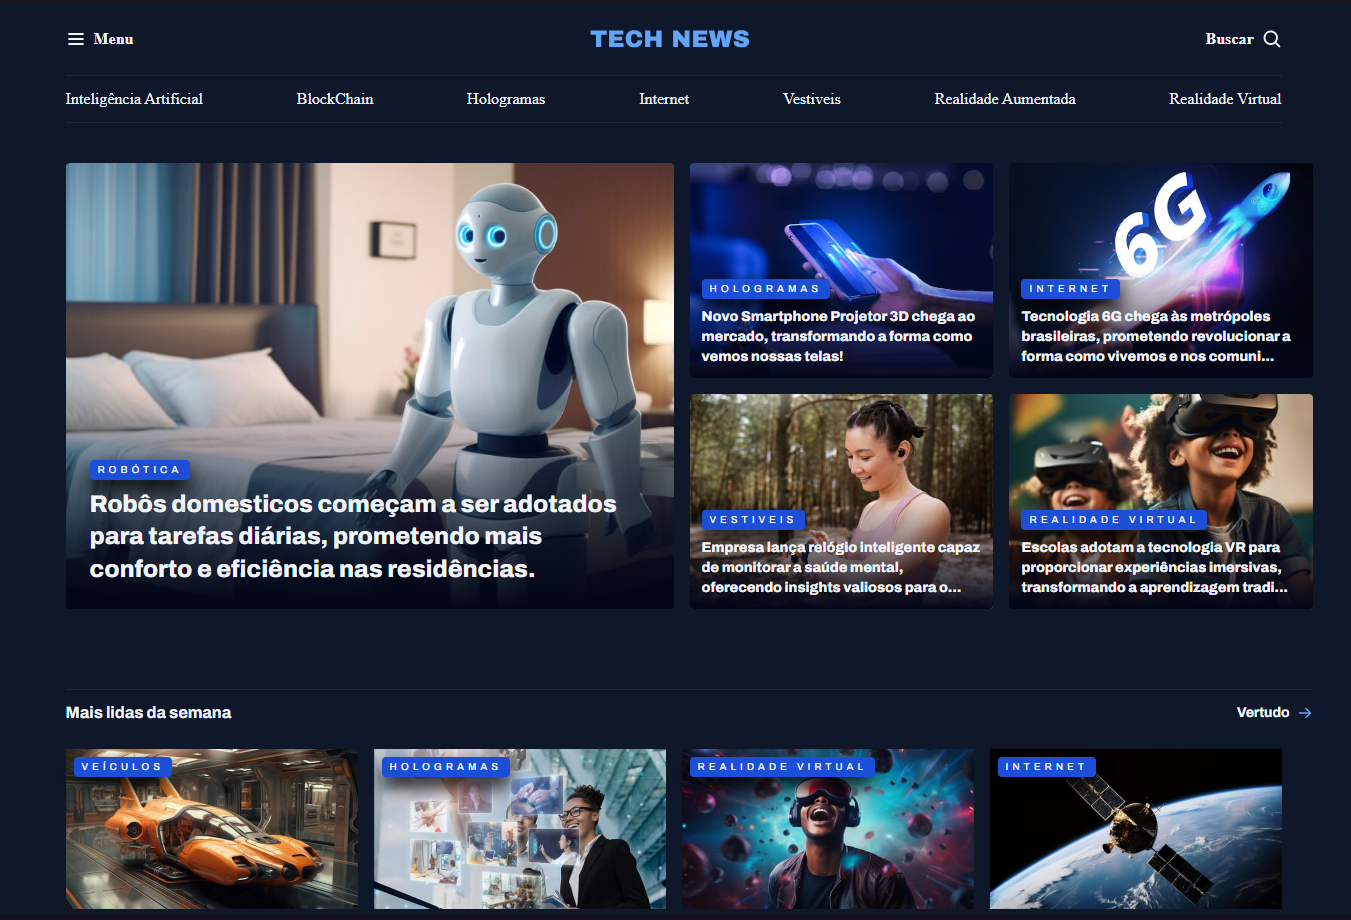 Menu
TECH NEWS
Buscar
Inteligência Artificial
BlockChain
Hologramas
Internet
Vestiveis
Realidade Aumentada
Realidade Virtual
ROBÓTICA
Robôs domesticos começam a ser adotados
para tarefas diárias, prometendo mais
conforto e eficiência nas residências.
HOLOGRAMAS
Novo Smartphone Projetor 3D chega ao
mercado, transformando a forma como
vemos nossas telas!
6G
INTERNET
Tecnologia 6G chega às metrópoles
brasileiras, prometendo revolucionar a
forma como vivemos e nos comuni...
VESTIVEIS
Empresa lança relógio inteligente capaz
de monitorar a saúde mental,
oferecendo insights valiosos para o...
REALIDADE VIRTUAL
Escolas adotam a tecnologia VR para
proporcionar experiências imersivas,
transformando a aprendizagem tradi...
Mais lidas da semana
Vertudo
VEÍCULOS
HOLOGRAMAS
REALIDADE VIRTUAL
INTERNET